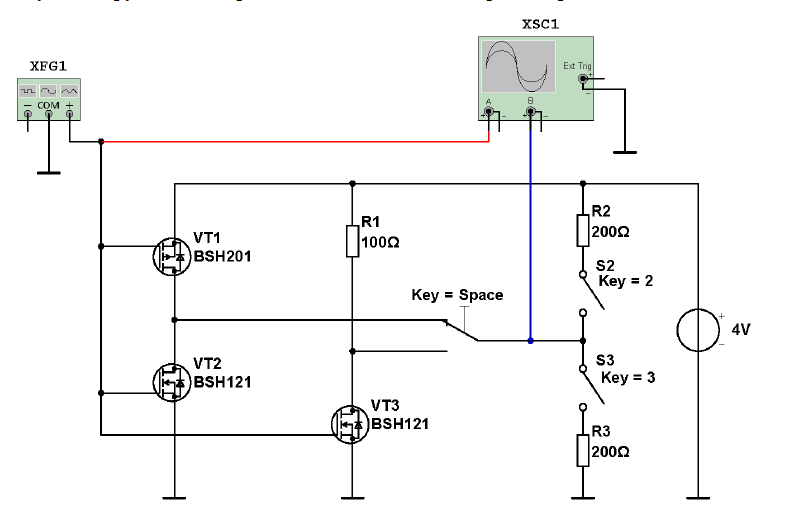 XSC1
XFG1
Ext Trig
+
−
A
B
+
−
+
−
−
COM
+
R1
100Ω
R2
200Ω
VT1
BSH201
S2
Key = 2
Key = Space
+
−
4V
VT2
BSH121
S3
Key = 3
VT3
BSH121
R3
200Ω